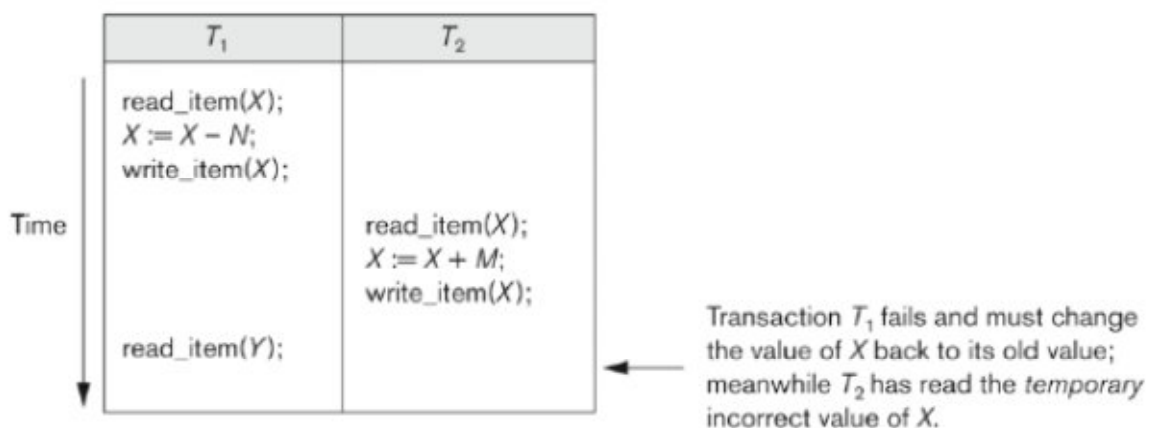 T₁ T₂
read_item(X);
X := X – N;
write_item(X);
Time
read_item(X);
X := X + M;
write_item(X);
read_item(Y);
Transaction T₁ fails and must change
the value of X back to its old value;
meanwhile T₂ has read the temporary
incorrect value of X.